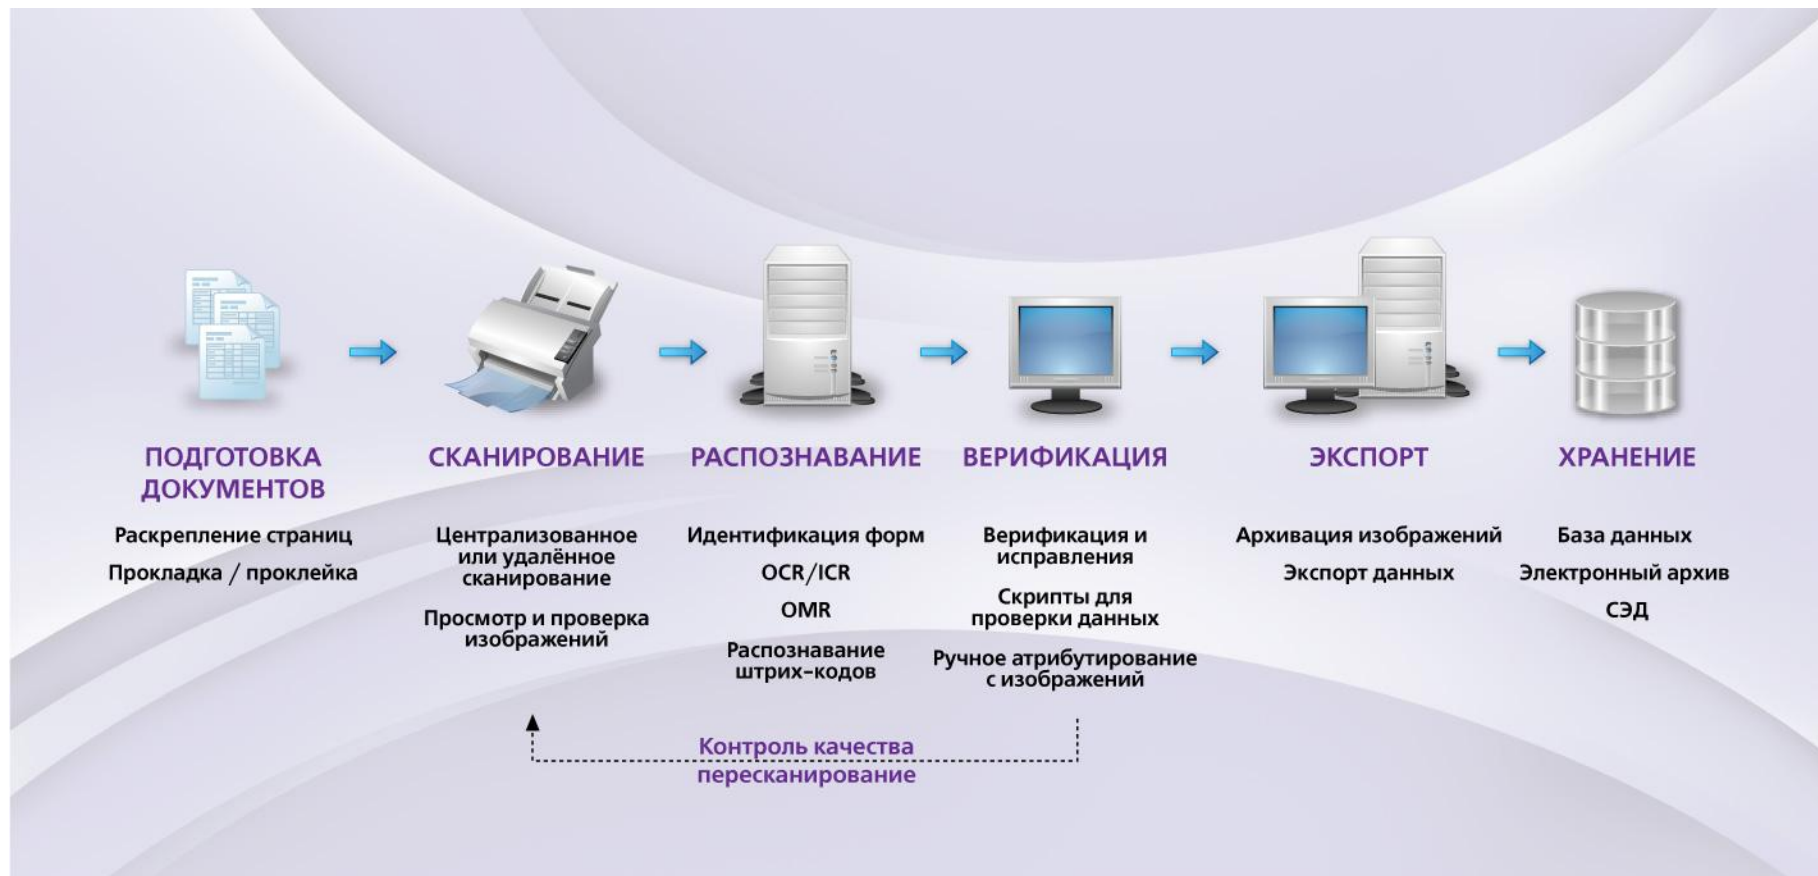 ПОДГОТОВКА
ДОКУМЕНТОВ
Раскрепление страниц
Прокладка / проклейка
СКАНИРОВАНИЕ
Централизованное
или удалённое
сканирование
Просмотр и проверка
изображений
РАСПОЗНАВАНИЕ
Идентификация форм
OCR/ICR
OMR
Распознавание
штрих-кодов
ВЕРИФИКАЦИЯ
Верификация и
исправления
Скрипты для
проверки данных
Ручное атрибутирование
с изображений
ЭКСПОРТ
Архивация изображений
Экспорт данных
ХРАНЕНИЕ
База данных
Электронный архив
СЭД
Контроль качества
пересканирование